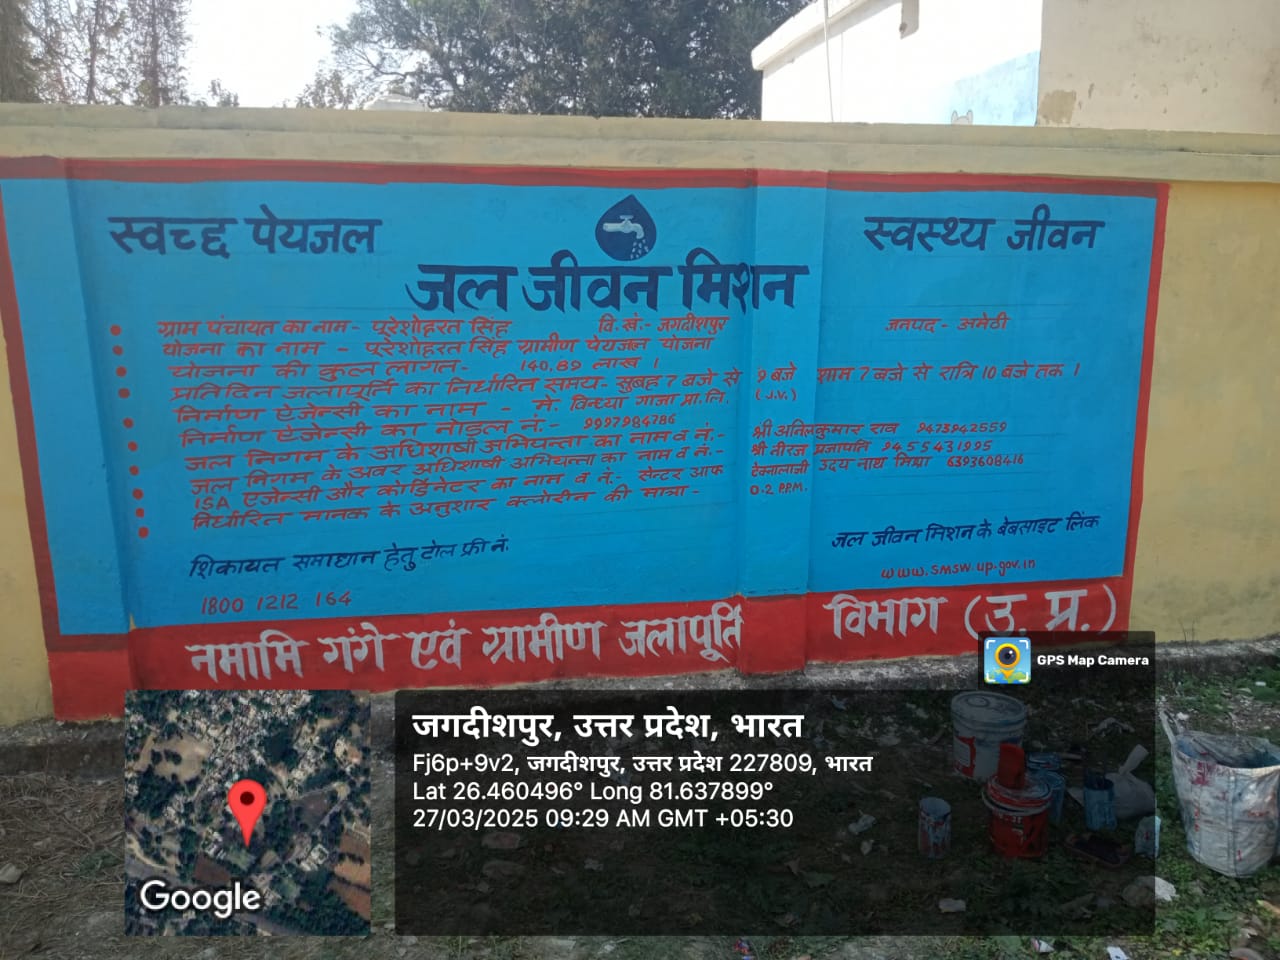 स्वच्छ पेयजल
स्वस्थ्य जीवन
जल जीवन मिशन
ग्राम पंचायत का नाम- पूरेशोहरत सिंह वि. खं.- जगदीशपुर जनपद- अमेठी
योजना का नाम - पूरेशोहरत सिंह ग्रामीण पेयजल योजना
योजना की कुल लागत- 140.89 लाख ।
प्रतिदिन जलापूर्ति का निर्धारित समय- सुबह 7 बजे से 9 बजे शाम 7 बजे से रात्रि 10 बजे तक ।
निर्माण ऐजेन्सी का नाम - मे. विन्ध्या गाजा प्रा.लि. (J.V.)
निर्माण ऐजेन्सी का नोडल नं.- 9997984786
जल निगम के अधिशाषी अभियन्ता का नाम व नं.- श्री अनिलकुमार राव 9473942559
जल निगम के अवर अधिशाषी अभियन्ता का नाम व नं.- श्री नीरज प्रजापति 9455431995
ISA ऐजेन्सी और कोर्डिनेटर का नाम व नं.- सेन्टर आफ टेक्नालाजी उदय नाथ मिश्रा 6393608416
निर्धारित मानक के अनुशार क्लोरीन की मात्रा- 0.2 P.P.M.
शिकायत समाधान हेतु टोल फ्री नं.
1800 1212 164
जल जीवन मिशन के बेबसाइट लिंक
www.smsw.up.gov.in
नमामि गंगे एवं ग्रामीण जलापूर्ति विभाग (उ. प्र.)
GPS Map Camera
जगदीशपुर, उत्तर प्रदेश, भारत
Fj6p+9v2, जगदीशपुर, उत्तर प्रदेश 227809, भारत
Lat 26.460496° Long 81.637899°
27/03/2025 09:29 AM GMT +05:30
Google